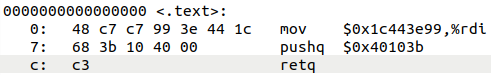 0000000000000000 <.text>:
0: 48 c7 c7 99 3e 44 1c mov $0x1c443e99,%rdi
7: 68 3b 10 40 00 pushq $0x40103b
c: c3 retq